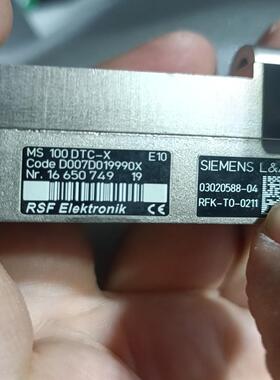 MS 100 DTC-X E10
Code D007D019990X
Nr. 16 650 749 19
RSF Elektronik CE
SIEMENS L&
03020588-04
RFK-TO-0211